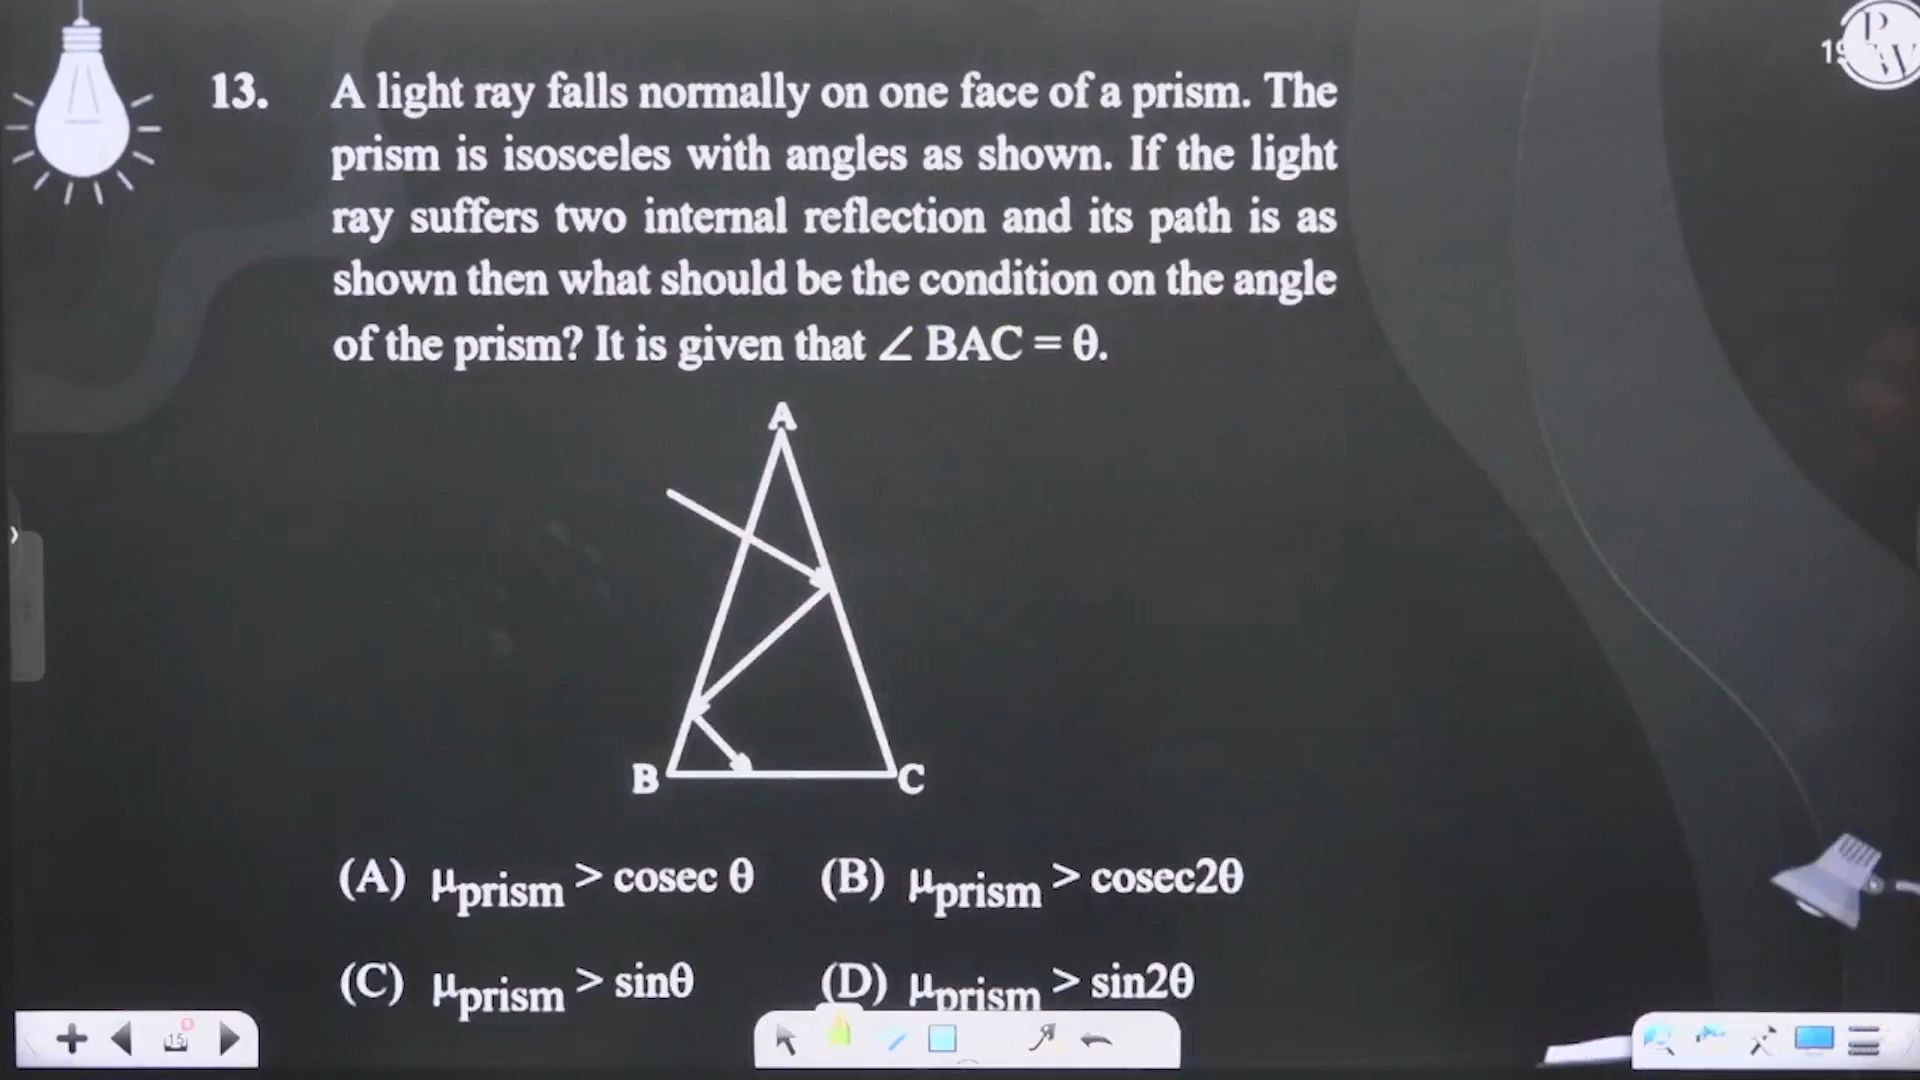 13. A light ray falls normally on one face of a prism. The
prism is isosceles with angles as shown. If the light
ray suffers two internal reflection and its path is as
shown then what should be the condition on the angle
of the prism? It is given that ∠ BAC = θ.
A
B
C
(A) μprism > cosec θ (B) μprism > cosec2θ
(C) μprism > sinθ (D) μprism > sin2θ
15